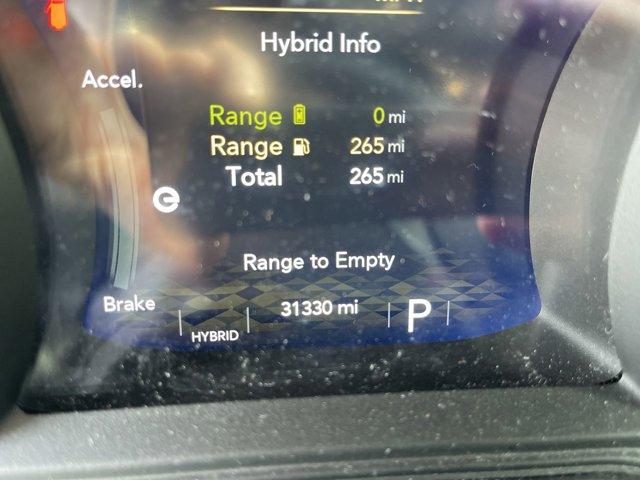 Hybrid Info
Accel.
Range 0 mi
Range 265 mi
Total 265 mi
Range to Empty
Brake
HYBRID
31330 mi
P